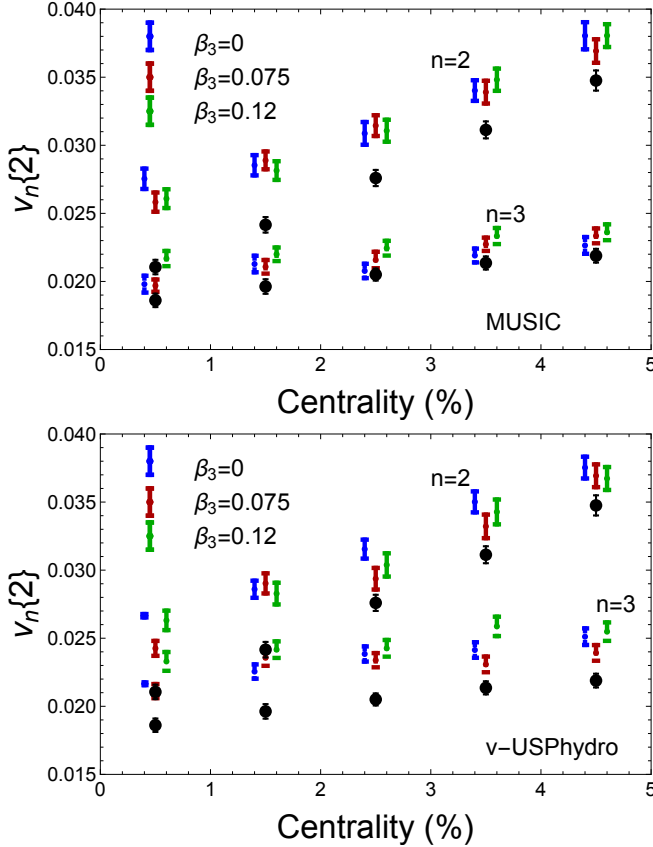 0.040
0.035
0.030
0.025
0.020
0.015
vn{2}
β3=0
β3=0.075
β3=0.12
n=2
n=3
MUSIC
0 1 2 3 4 5
Centrality (%)
0.040
0.035
0.030
0.025
0.020
0.015
vn{2}
β3=0
β3=0.075
β3=0.12
n=2
n=3
v-USPhydro
0 1 2 3 4 5
Centrality (%)